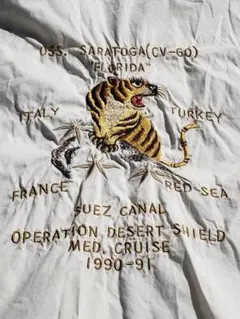 USS. SARATOGA (CV-60)
"FLORIDA"
ITALY TURKEY
FRANCE RED-SEA
SUEZ CANAL
OPERATION DESERT SHIELD
MED. CRUISE
1990-91